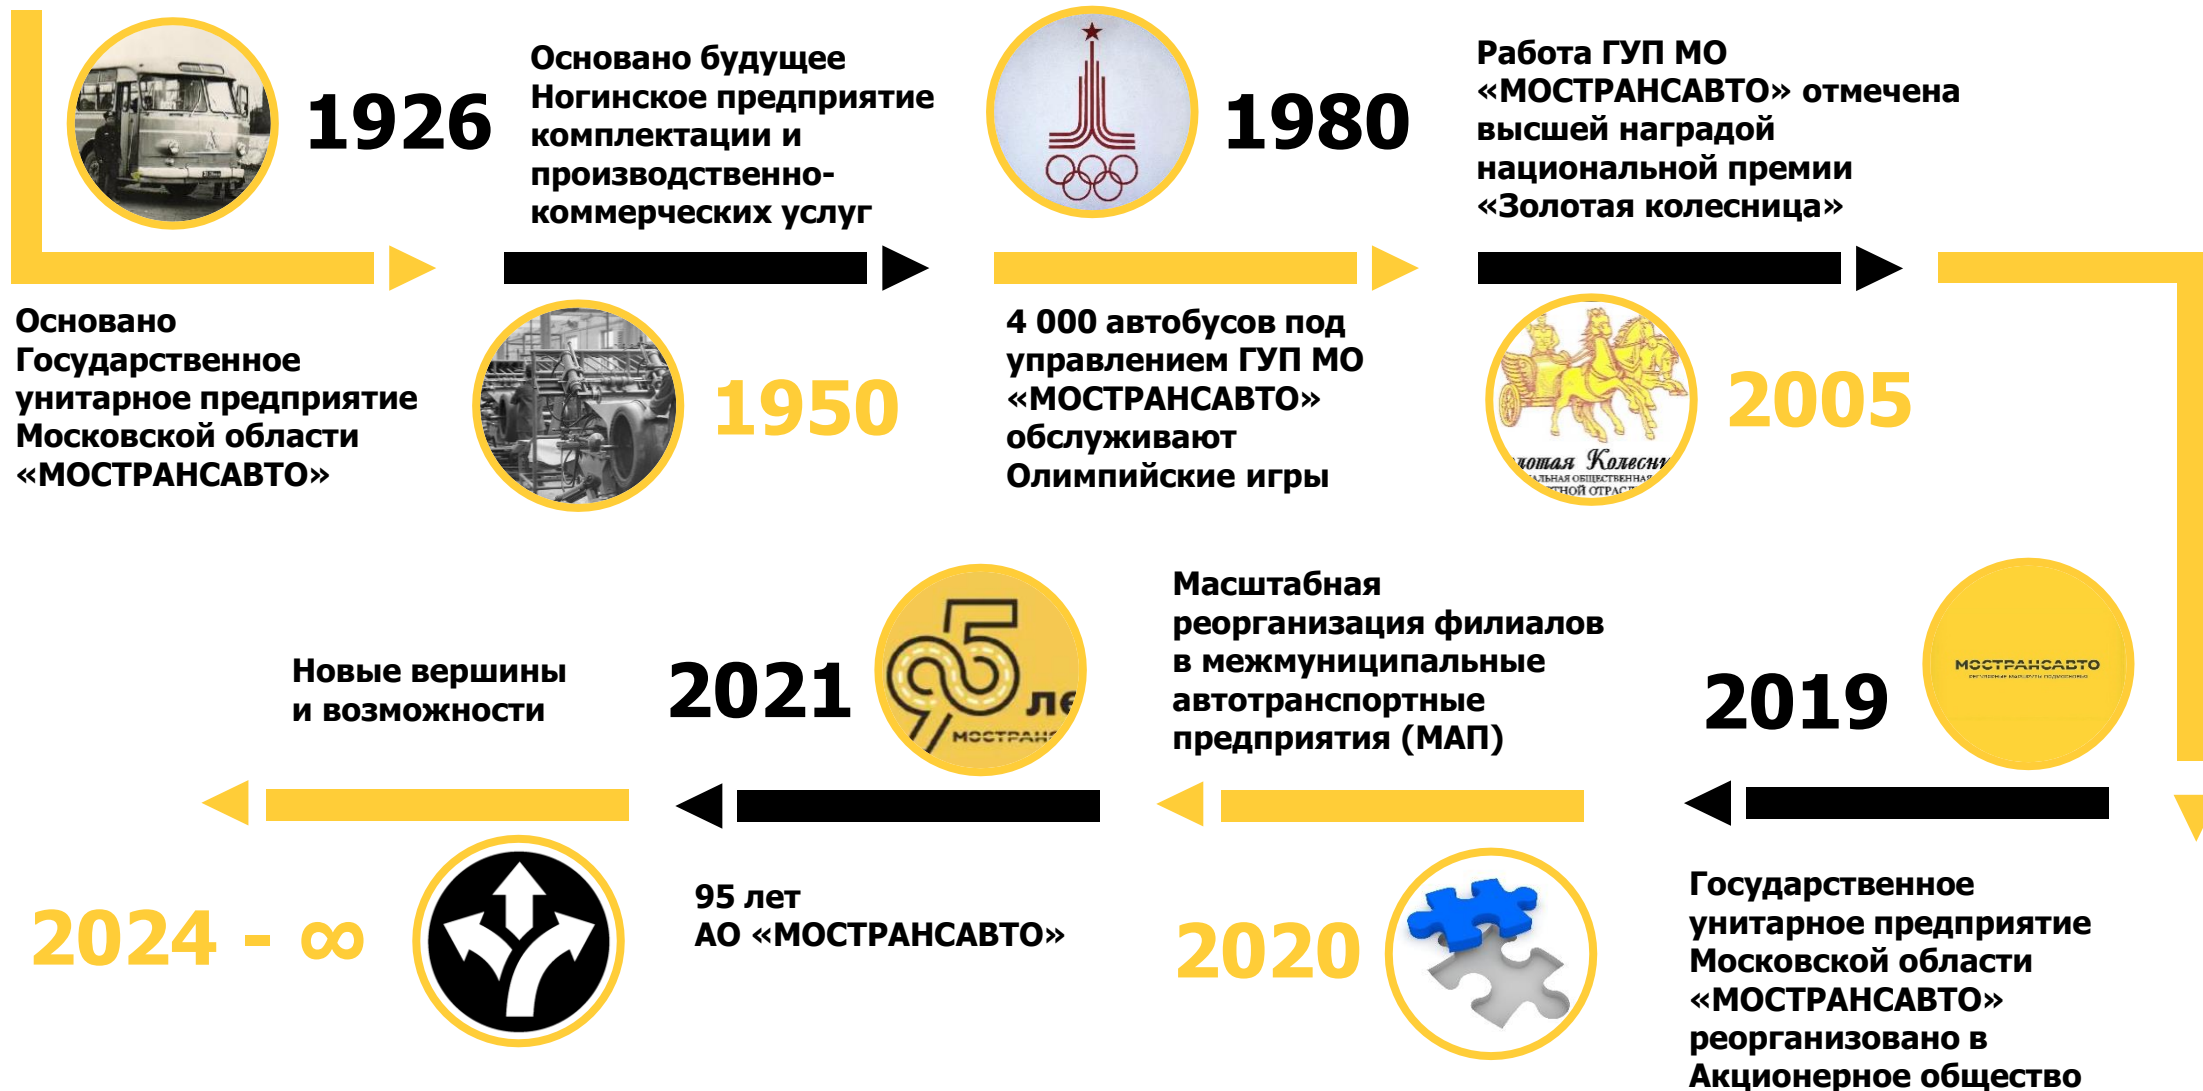 1926
Основано
Государственное
унитарное предприятие
Московской области
«МОСТРАНСАВТО»
Основано будущее
Ногинское предприятие
комплектации и
производственно-
коммерческих услуг
1950
1980
4 000 автобусов под
управлением ГУП МО
«МОСТРАНСАВТО»
обслуживают
Олимпийские игры
Работа ГУП МО
«МОСТРАНСАВТО» отмечена
высшей наградой
национальной премии
«Золотая колесница»
2005
2019
МОСТРАНСАВТО
Государственное
унитарное предприятие
Московской области
«МОСТРАНСАВТО»
реорганизовано в
Акционерное общество
Масштабная
реорганизация филиалов
в межмуниципальные
автотранспортные
предприятия (МАП)
2020
2021
95
ле
МОСТРАН
95 лет
АО «МОСТРАНСАВТО»
Новые вершины
и возможности
2024 - ∞